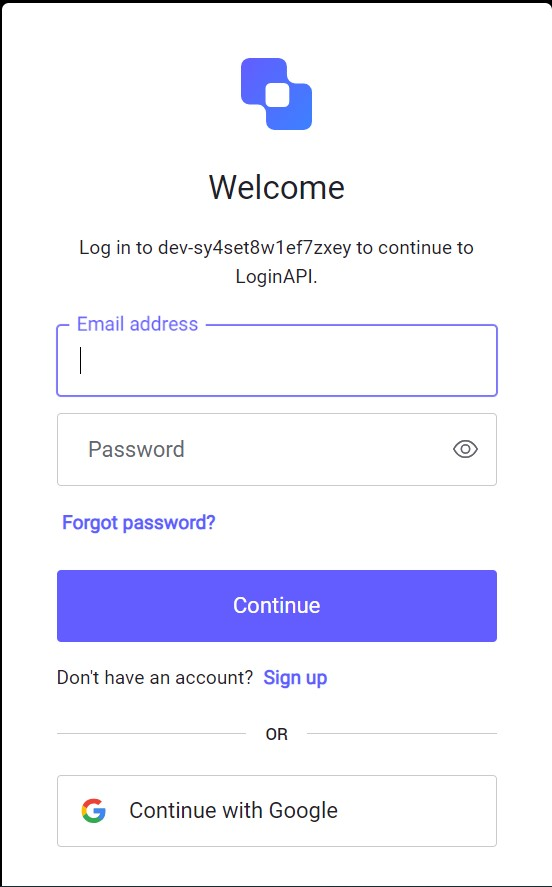 Welcome
Log in to dev-sy4set8w1ef7zxey to continue to
LoginAPI.
Email address
Password
Forgot password?
Continue
Don't have an account? Sign up
OR
Continue with Google